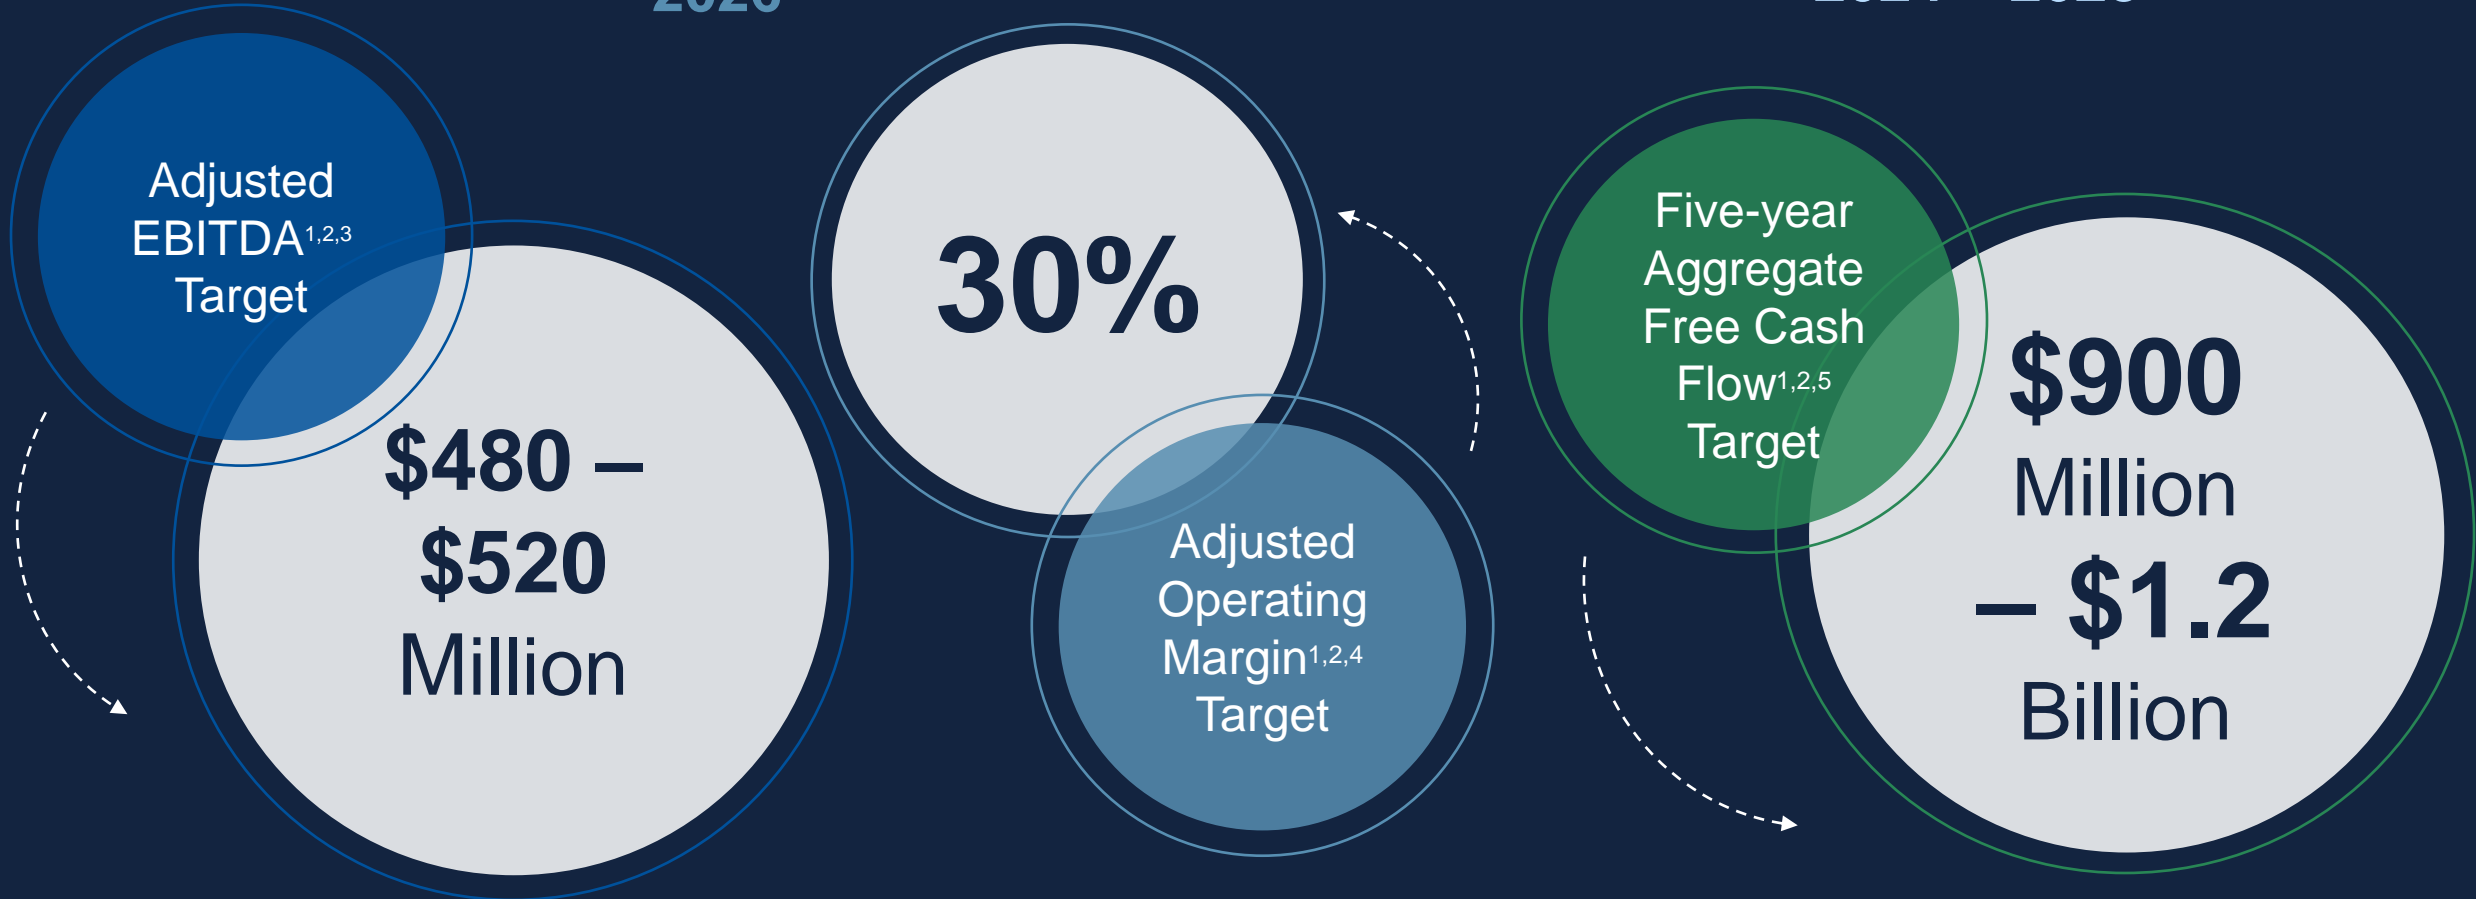 Adjusted
EBITDA1,2,3
Target
$480 –
$520
Million
30%
Adjusted
Operating
Margin1,2,4
Target
Five-year
Aggregate
Free Cash
Flow1,2,5
Target
$900
Million
– $1.2
Billion